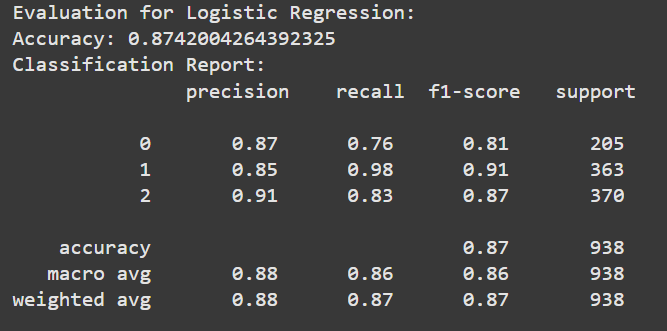 Evaluation for Logistic Regression:
Accuracy: 0.8742004264392325
Classification Report:
precision recall f1-score support
0 0.87 0.76 0.81 205
1 0.85 0.98 0.91 363
2 0.91 0.83 0.87 370
accuracy 0.87 938
macro avg 0.88 0.86 0.86 938
weighted avg 0.88 0.87 0.87 938